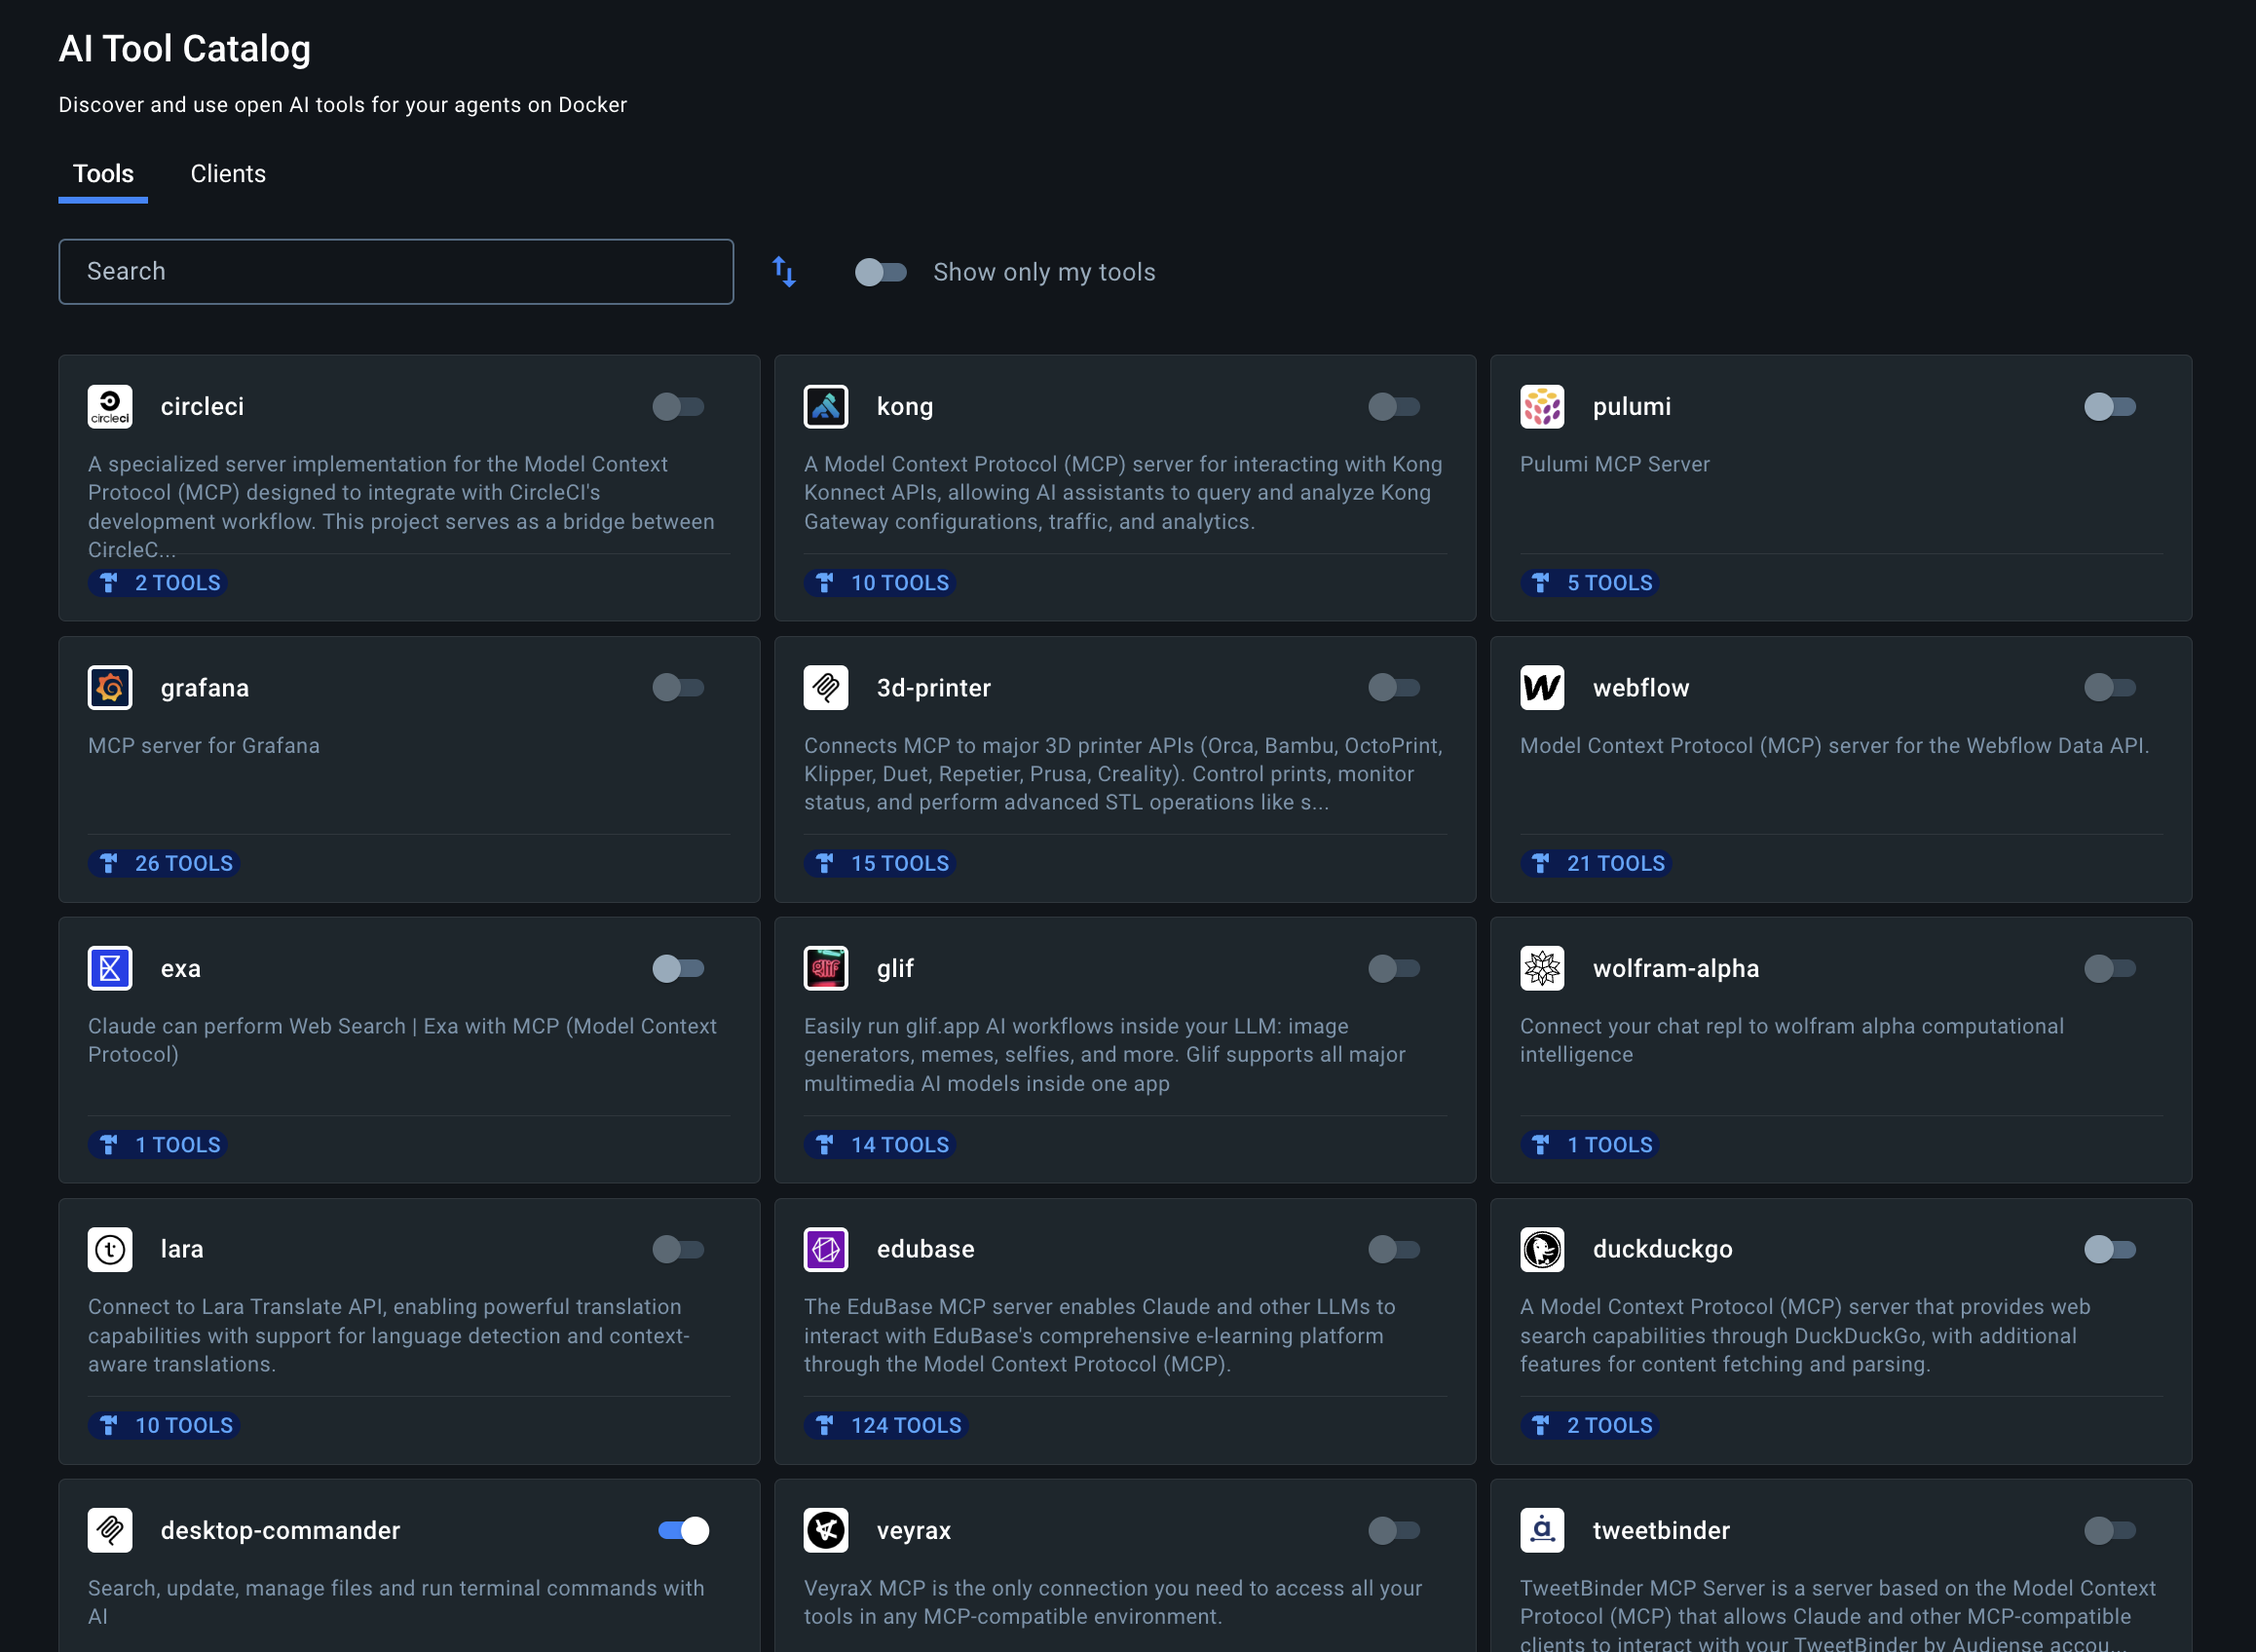 AI Tool Catalog
Discover and use open AI tools for your agents on Docker
Tools
Clients
Search
Show only my tools
circleci
circleci
A specialized server implementation for the Model Context
Protocol (MCP) designed to integrate with CircleCI's
development workflow. This project serves as a bridge between
CircleC...
2 TOOLS
kong
A Model Context Protocol (MCP) server for interacting with Kong
Konnect APIs, allowing AI assistants to query and analyze Kong
Gateway configurations, traffic, and analytics.
10 TOOLS
pulumi
Pulumi MCP Server
5 TOOLS
grafana
MCP server for Grafana
26 TOOLS
3d-printer
Connects MCP to major 3D printer APIs (Orca, Bambu, OctoPrint,
Klipper, Duet, Repetier, Prusa, Creality). Control prints, monitor
status, and perform advanced STL operations like s...
15 TOOLS
webflow
Model Context Protocol (MCP) server for the Webflow Data API.
21 TOOLS
exa
Claude can perform Web Search | Exa with MCP (Model Context
Protocol)
1 TOOLS
glif
glif
Easily run glif.app AI workflows inside your LLM: image
generators, memes, selfies, and more. Glif supports all major
multimedia AI models inside one app
14 TOOLS
wolfram-alpha
Connect your chat repl to wolfram alpha computational
intelligence
1 TOOLS
lara
Connect to Lara Translate API, enabling powerful translation
capabilities with support for language detection and context-
aware translations.
10 TOOLS
edubase
The EduBase MCP server enables Claude and other LLMs to
interact with EduBase's comprehensive e-learning platform
through the Model Context Protocol (MCP).
124 TOOLS
duckduckgo
A Model Context Protocol (MCP) server that provides web
search capabilities through DuckDuckGo, with additional
features for content fetching and parsing.
2 TOOLS
desktop-commander
Search, update, manage files and run terminal commands with
AI
veyrax
VeyraX MCP is the only connection you need to access all your
tools in any MCP-compatible environment.
tweetbinder
TweetBinder MCP Server is a server based on the Model Context
Protocol (MCP) that allows Claude and other MCP-compatible
clients to interact with your TweetBinder by Audiense accou...